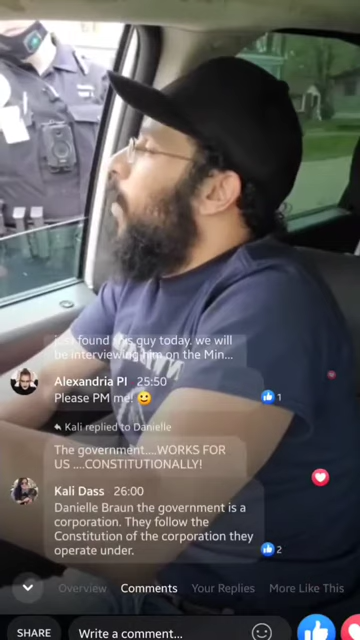 just found this guy today. we will
be interviewing him on the Min...
Alexandria Pl 25:50
Please PM me! 😃
1
Kali replied to Danielle
The government....WORKS FOR
US ....CONSTITUTIONALLY!
Kali Dass 26:00
Danielle Braun the government is a
corporation. They follow the
Constitution of the corporation they
operate under.
2
Overview Comments Your Replies More Like This
SHARE Write a comment...